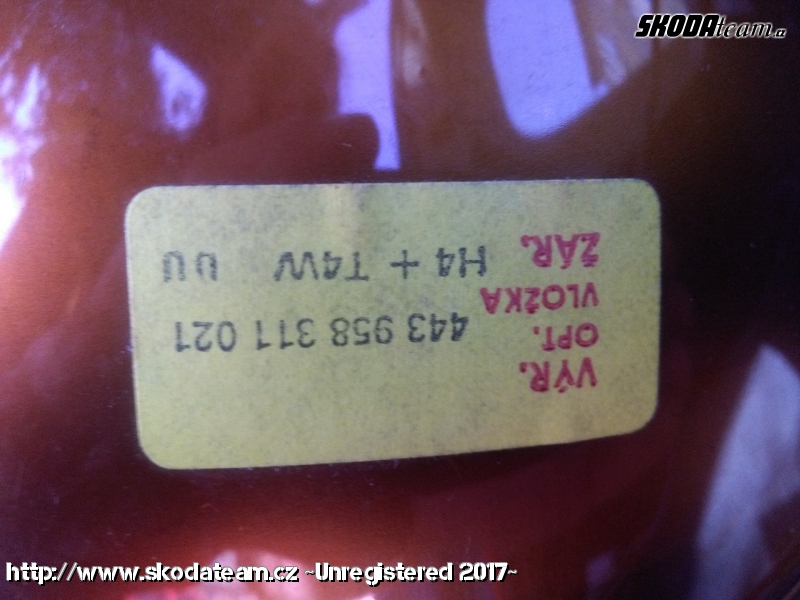 SKODAteam.cz
VÝR.
OPT. 443 958 311 021
VLOŽKA
ŽÁR. H4 + T4W UU
http://www.skodateam.cz ~Unregistered 2017~